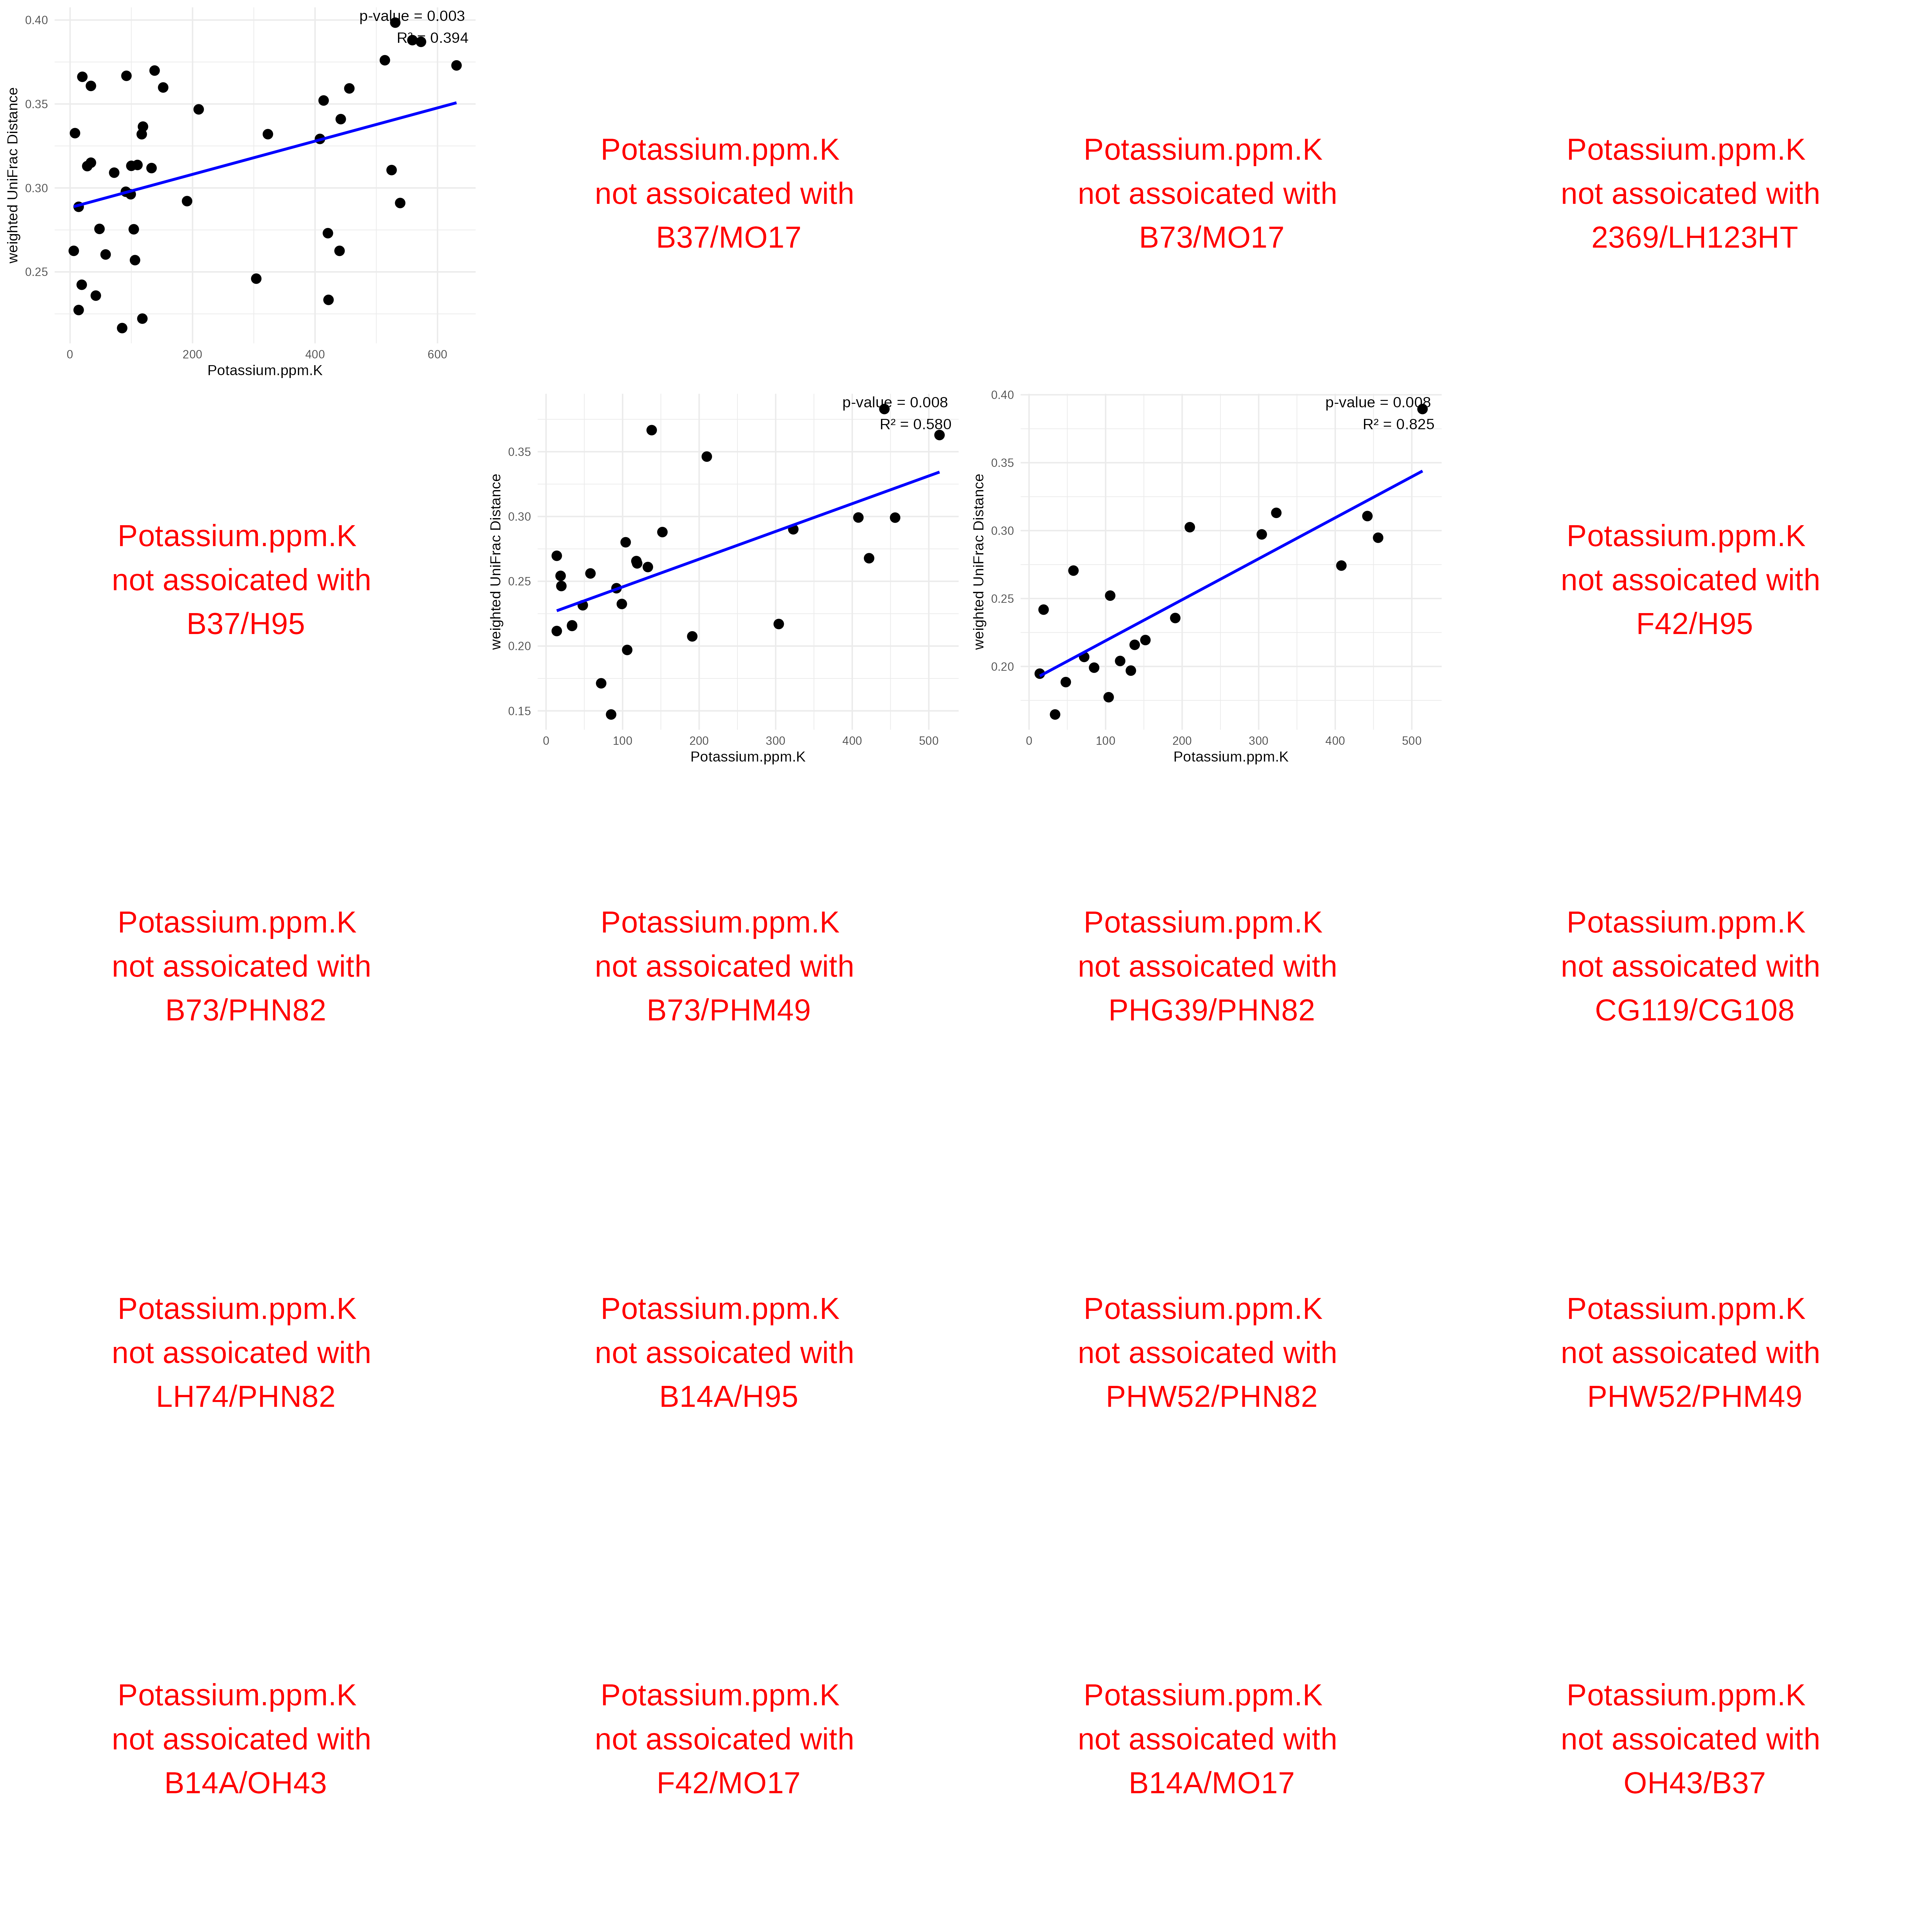 p-value = 0.003
R² = 0.394
0.40
0.35
0.30
0.25
weighted UniFrac Distance
0 200 400 600
Potassium.ppm.K
Potassium.ppm.K
not assoicated with
B37/MO17
Potassium.ppm.K
not assoicated with
B73/MO17
Potassium.ppm.K
not assoicated with
2369/LH123HT
Potassium.ppm.K
not assoicated with
B37/H95
p-value = 0.008
R² = 0.580
0.35
0.30
0.25
0.20
0.15
weighted UniFrac Distance
0 100 200 300 400 500
Potassium.ppm.K
p-value = 0.008
R² = 0.825
0.40
0.35
0.30
0.25
0.20
weighted UniFrac Distance
0 100 200 300 400 500
Potassium.ppm.K
Potassium.ppm.K
not assoicated with
F42/H95
Potassium.ppm.K
not assoicated with
B73/PHN82
Potassium.ppm.K
not assoicated with
B73/PHM49
Potassium.ppm.K
not assoicated with
PHG39/PHN82
Potassium.ppm.K
not assoicated with
CG119/CG108
Potassium.ppm.K
not assoicated with
LH74/PHN82
Potassium.ppm.K
not assoicated with
B14A/H95
Potassium.ppm.K
not assoicated with
PHW52/PHN82
Potassium.ppm.K
not assoicated with
PHW52/PHM49
Potassium.ppm.K
not assoicated with
B14A/OH43
Potassium.ppm.K
not assoicated with
F42/MO17
Potassium.ppm.K
not assoicated with
B14A/MO17
Potassium.ppm.K
not assoicated with
OH43/B37